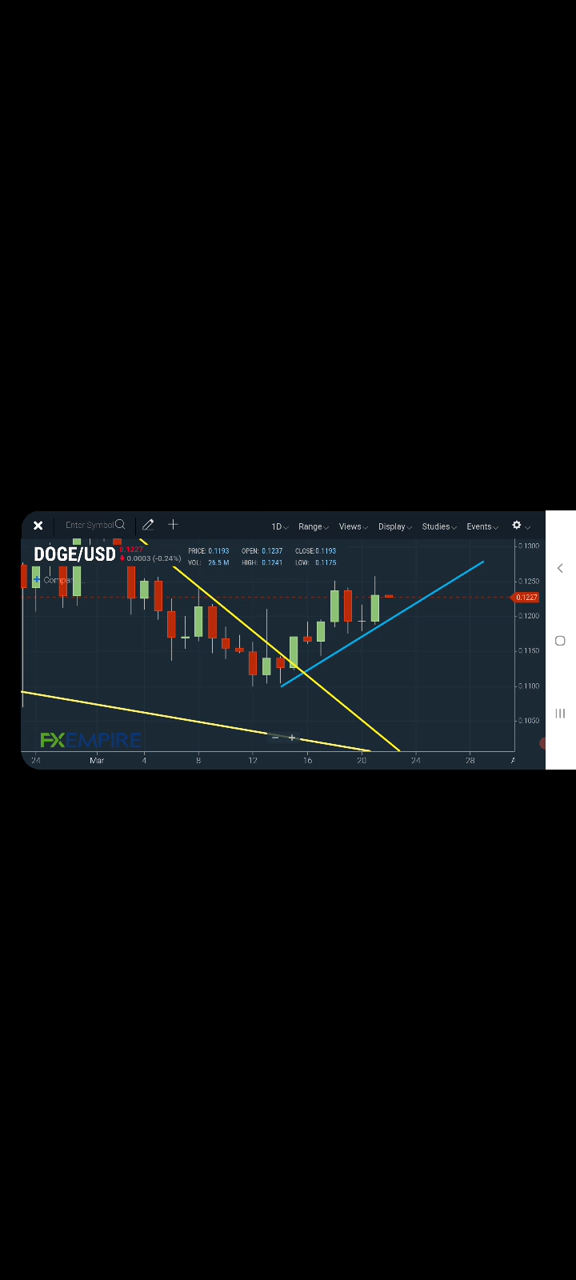 Enter Symbol 1D Range Views Display Studies Events
DOGE/USD 0.1227 PRICE: 0.1193 OPEN: 0.1237 CLOSE: 0.1193
0.0003 (-0.24%) VOL: 26.5 M HIGH: 0.1241 LOW: 0.1175
Compar
0.1300
0.1250
0.1227
0.1200
0.1150
0.1100
0.1050
FXEMPIRE
24 Mar 4 8 12 16 20 24 28 A